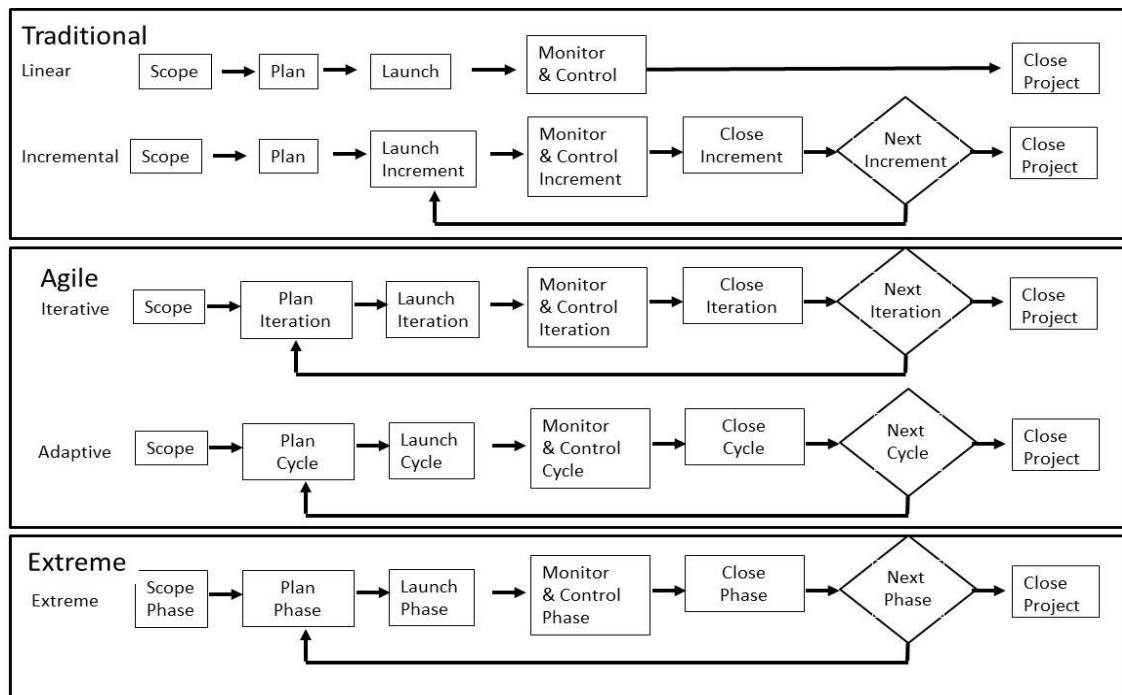 Traditional
Linear
Scope
Plan
Launch
Monitor
& Control
Close
Project
Incremental
Scope
Plan
Launch
Increment
Monitor
& Control
Increment
Close
Increment
Next
Increment
Close
Project
Agile
Iterative
Scope
Plan
Iteration
Launch
Iteration
Monitor
& Control
Iteration
Close
Iteration
Next
Iteration
Close
Project
Adaptive
Scope
Plan
Cycle
Launch
Cycle
Monitor
& Control
Cycle
Close
Cycle
Next
Cycle
Close
Project
Extreme
Extreme
Scope
Phase
Plan
Phase
Launch
Phase
Monitor
& Control
Phase
Close
Phase
Next
Phase
Close
Project